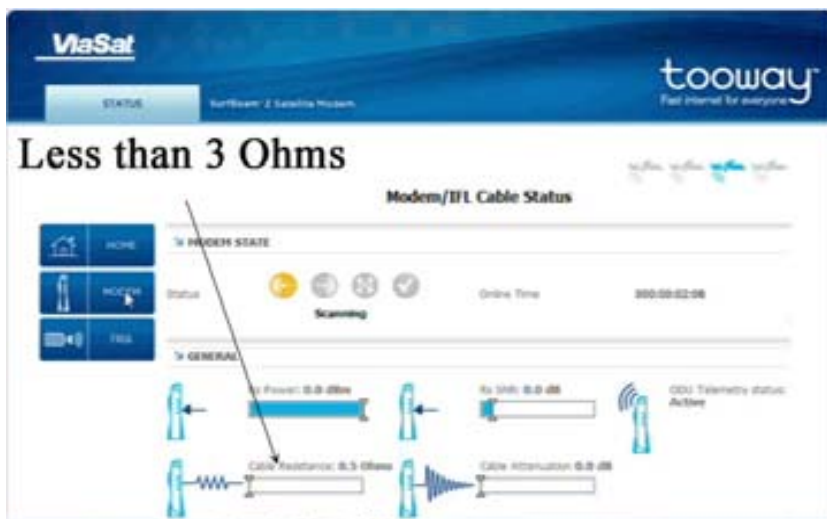 ViaSat
tooway
Fast internet for everyone
STATUS
SurfBeam 2 Satellite Modem
Less than 3 Ohms
Modem/IFL Cable Status
HOME
MODEM STATE
MODEM
Status
Scanning
Online Time
000:00:02:08
TRIA
GENERAL
Rx Power: 0.0 dBm
Rx SNR: 0.0 dB
ODU Telemetry status:
Active
Cable Resistance: 0.5 Ohms
Cable Attenuation: 0.0 dB